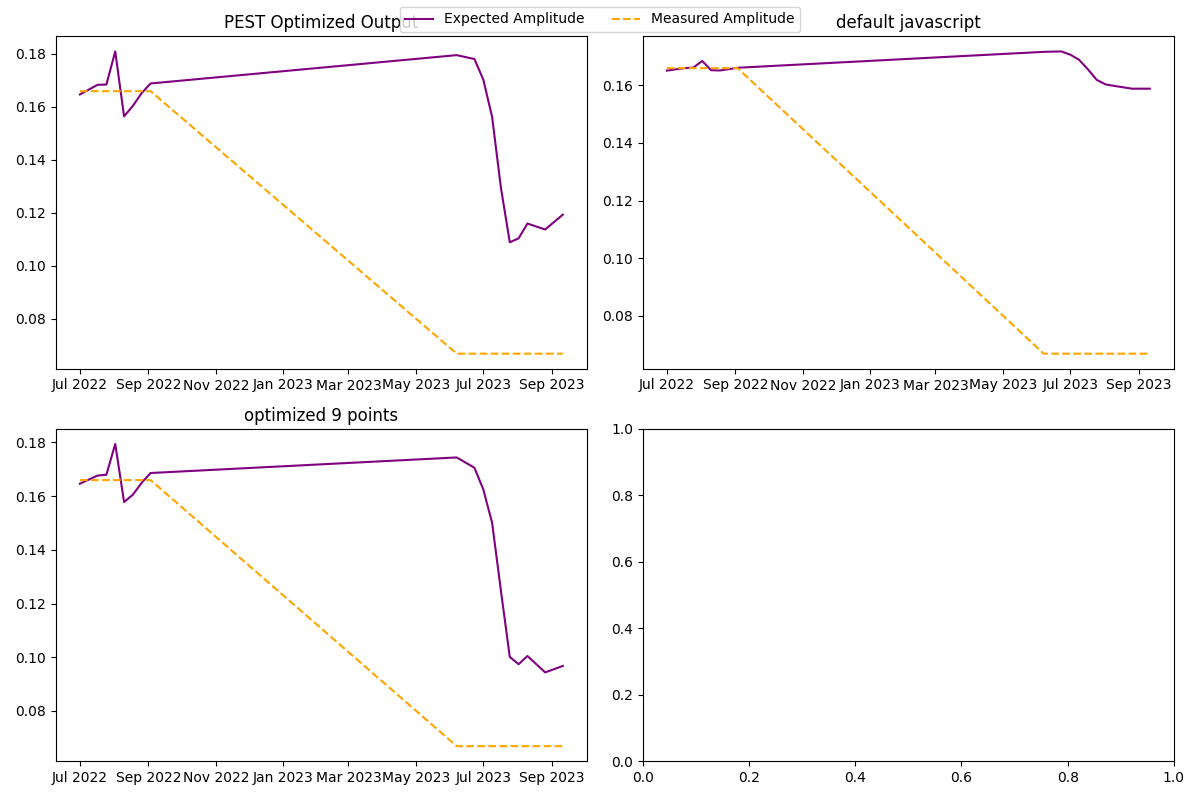 Expected Amplitude Measured Amplitude
PEST Optimized Output
0.18
0.16
0.14
0.12
0.10
0.08
Jul 2022 Sep 2022 Nov 2022 Jan 2023 Mar 2023 May 2023 Jul 2023 Sep 2023
default javascript
0.16
0.14
0.12
0.10
0.08
Jul 2022 Sep 2022 Nov 2022 Jan 2023 Mar 2023 May 2023 Jul 2023 Sep 2023
optimized 9 points
0.18
0.16
0.14
0.12
0.10
0.08
Jul 2022 Sep 2022 Nov 2022 Jan 2023 Mar 2023 May 2023 Jul 2023 Sep 2023
1.0
0.8
0.6
0.4
0.2
0.0
0.0 0.2 0.4 0.6 0.8 1.0